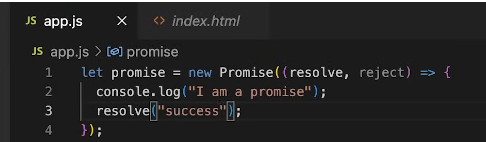 JS app.js X <> index.html
JS app.js > promise
1 let promise = new Promise((resolve, reject) => {
2 console.log("I am a promise");
3 resolve("success");
4 });